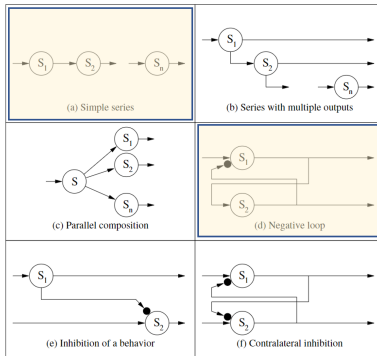 S1 S2 Sn
(a) Simple series
S1
S2
Sn
(b) Series with multiple outputs
S1
S S2
Sn
(c) Parallel composition
S1
S2
(d) Negative loop
S1
S2
(e) Inhibition of a behavior
S1
S2
(f) Contralateral inhibition